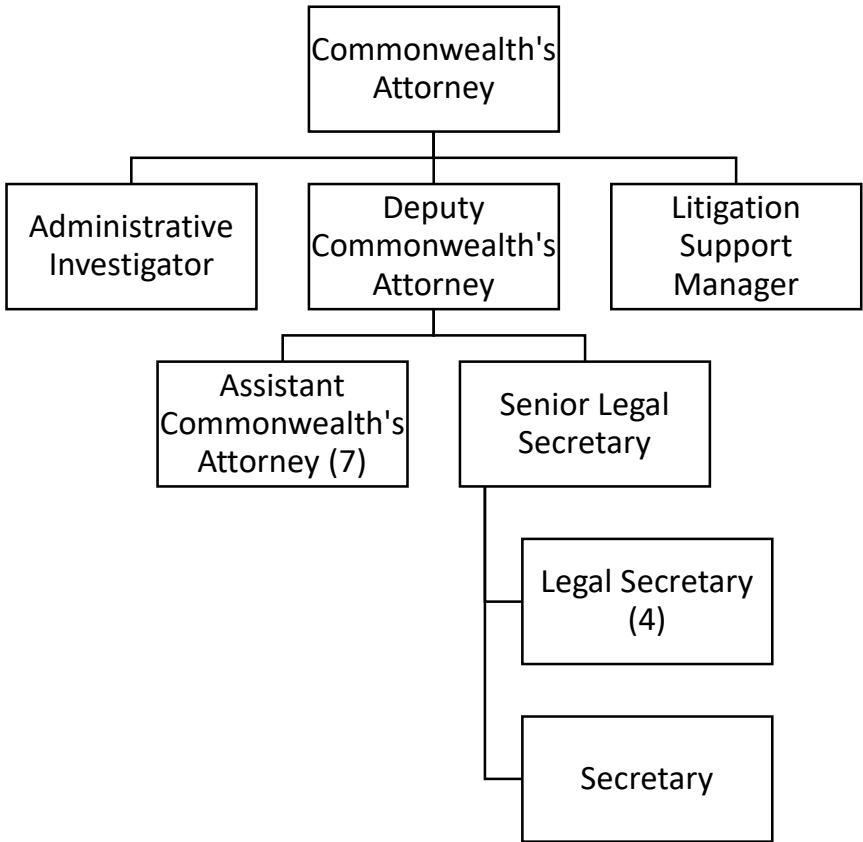 Commonwealth's
Attorney
Administrative
Investigator
Deputy
Commonwealth's
Attorney
Litigation
Support
Manager
Assistant
Commonwealth's
Attorney (7)
Senior Legal
Secretary
Legal Secretary
(4)
Secretary